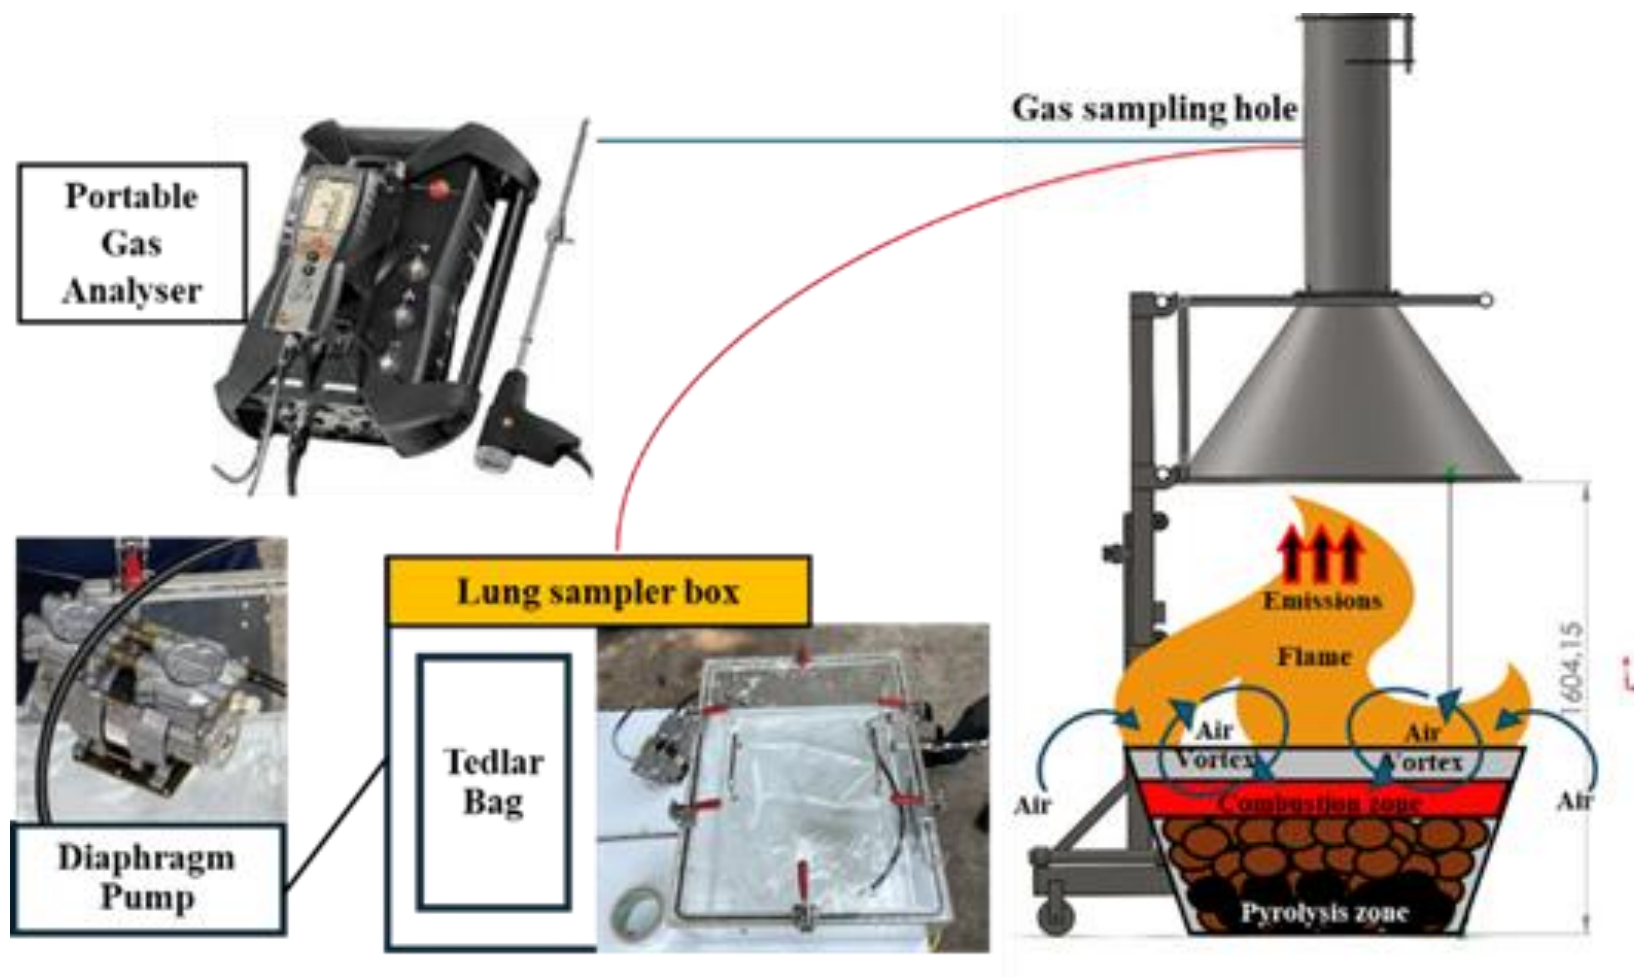 Gas sampling hole
Portable
Gas
Analyser
Lung sampler box
Tedlar
Bag
Diaphragm
Pump
Emissions
Flame
Air
Vortex
Air
Vortex
Air
Air
Combustion zone
Pyrolysis zone
1604,15